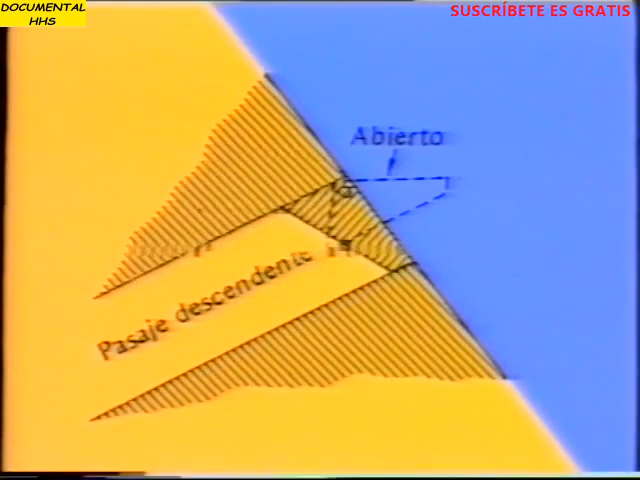 DOCUMENTAL
HHS
SUSCRÍBETE ES GRATIS
Abierto
Pasaje descendente